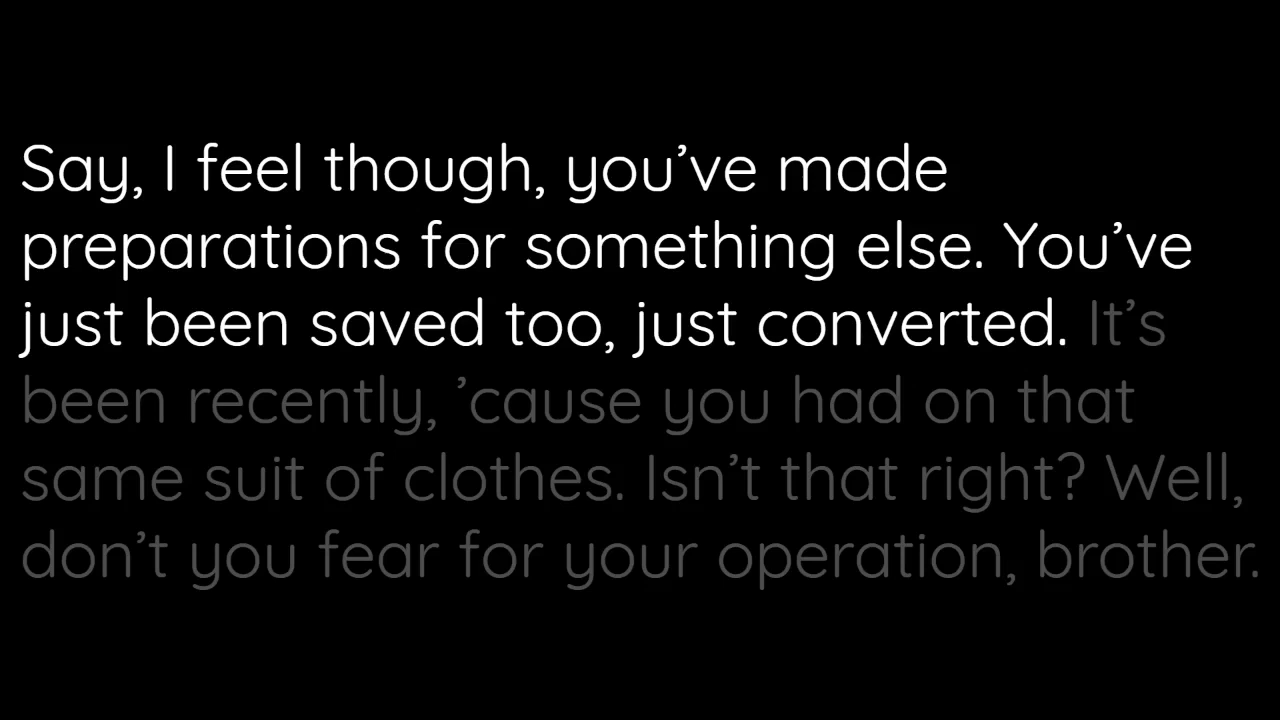 Say, I feel though, you’ve made
preparations for something else. You’ve
just been saved too, just converted. It’s
been recently, ’cause you had on that
same suit of clothes. Isn’t that right? Well,
don’t you fear for your operation, brother.